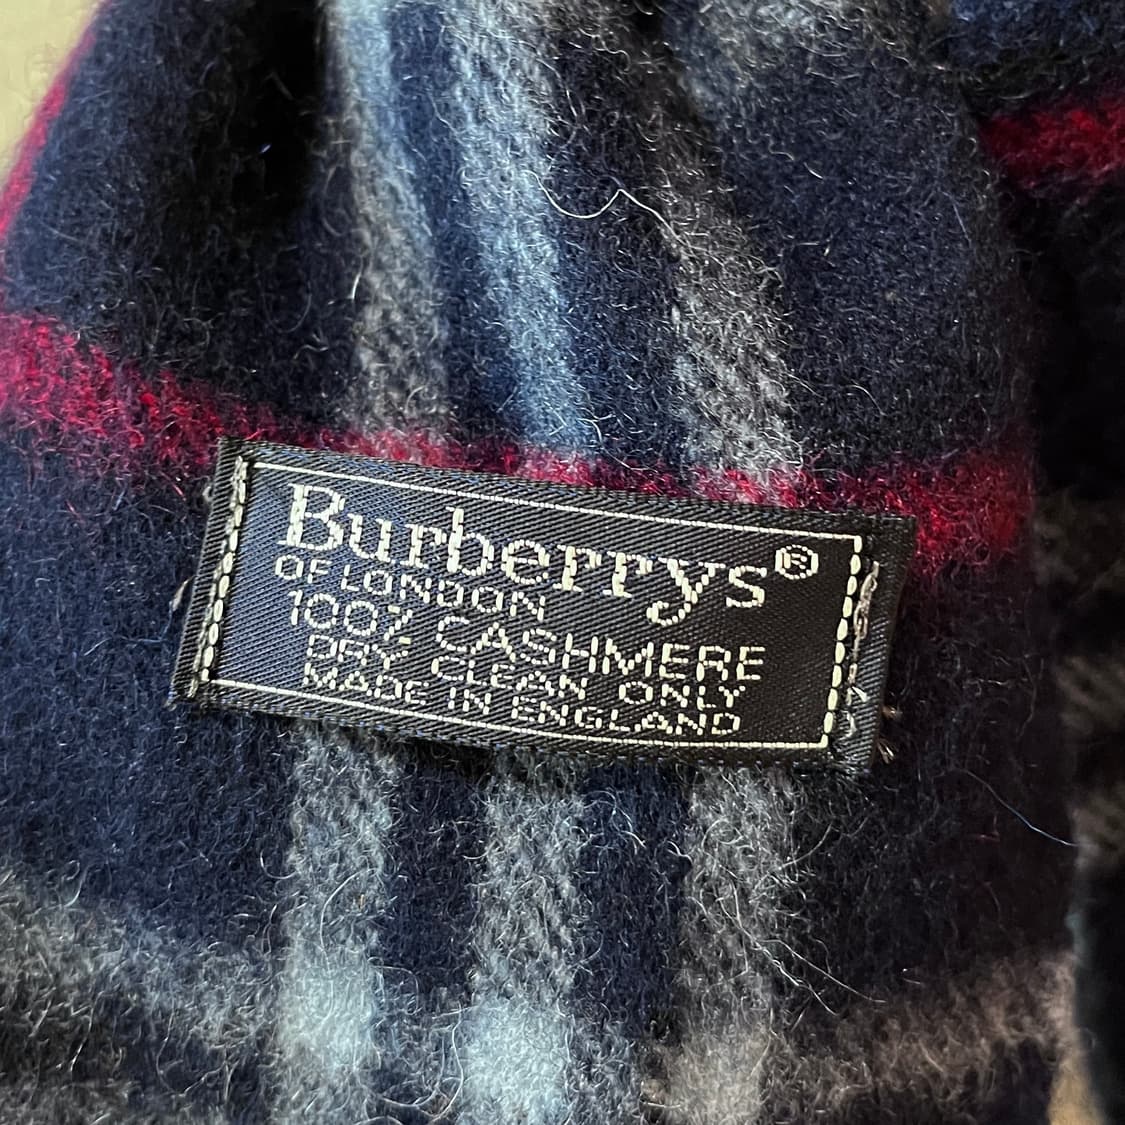 Burberrys®
OF LONDON
100% CASHMERE
DRY CLEAN ONLY
MADE IN ENGLAND